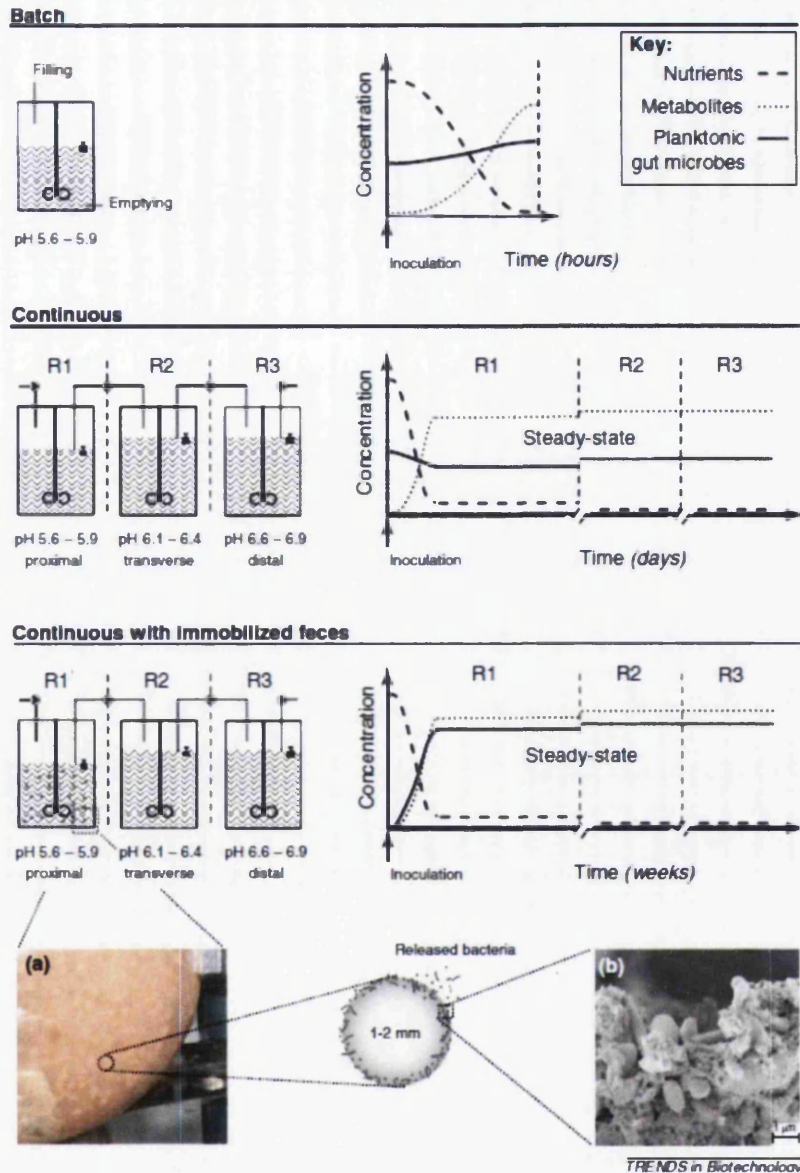 Batch
Filling
Emptying
pH 5.6 – 5.9
Concentration
Inoculation
Time (hours)
Key:
Nutrients
Metabolites
Planktonic
gut microbes
Continuous
R1 R2 R3
pH 5.6 – 5.9 pH 6.1 – 6.4 pH 6.6 – 6.9
proximal transverse distal
Concentration
R1 R2 R3
Steady-state
Inoculation
Time (days)
Continuous with immobilized feces
R1 R2 R3
pH 5.6 – 5.9 pH 6.1 – 6.4 pH 6.6 – 6.9
proximal transverse distal
Concentration
R1 R2 R3
Steady-state
Inoculation
Time (weeks)
(a)
Released bacteria
1-2 mm
(b)
1 μm
TRENDS in Biotechnology